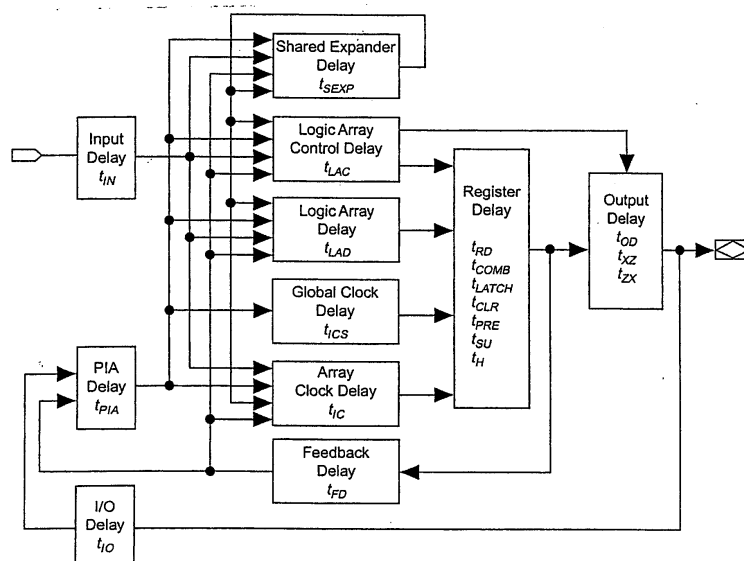 Shared Expander
Delay
tSEXP
Input
Delay
tIN
Logic Array
Control Delay
tLAC
Logic Array
Delay
tLAD
Global Clock
Delay
tICS
Array
Clock Delay
tIC
Feedback
Delay
tFD
Register
Delay
tRD
tCOMB
tLATCH
tCLR
tPRE
tSU
tH
Output
Delay
tOD
tXZ
tZX
PIA
Delay
tPIA
I/O
Delay
tIO